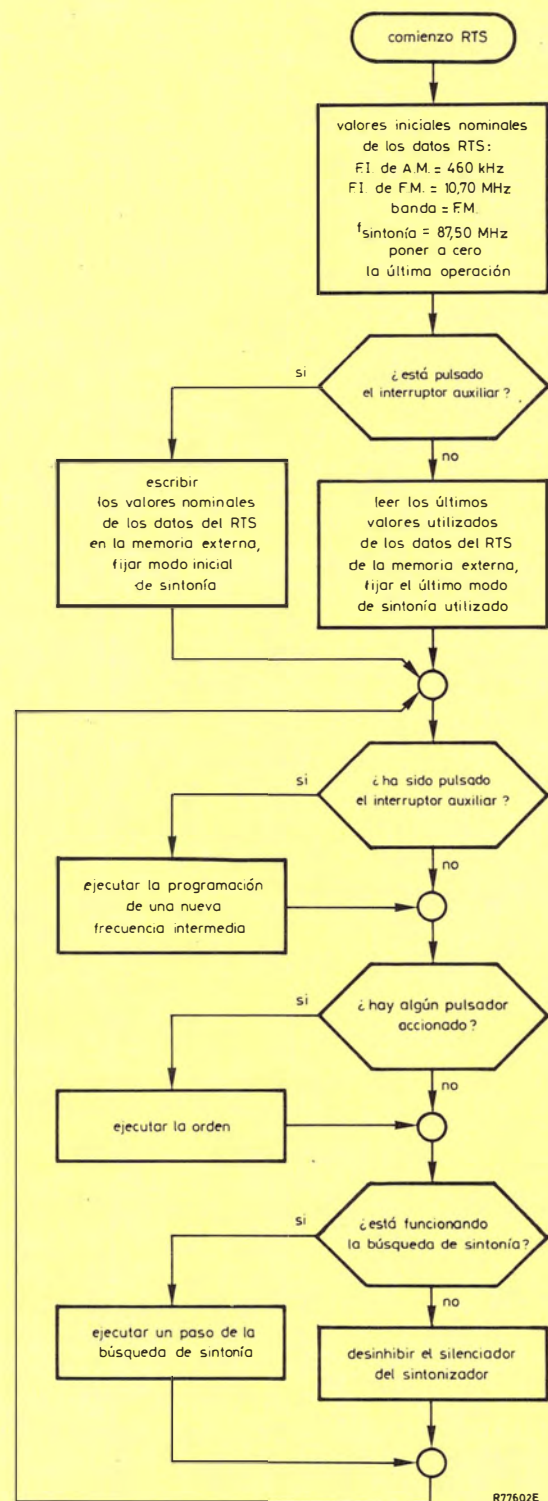 comienzo RTS
valores iniciales nominales
de los datos RTS:
F.I. de A.M. = 460 kHz
F.I. de F.M. = 10,70 MHz
banda = F.M.
fsintonía = 87,50 MHz
poner a cero
la última operación
si
¿está pulsado
el interruptor auxiliar?
no
escribir
los valores nominales
de los datos del RTS
en la memoria externa,
fijar modo inicial
de sintonía
leer los últimos
valores utilizados
de los datos del RTS
de la memoria externa,
fijar el último modo
de sintonía utilizado
si
¿ha sido pulsado
el interruptor auxiliar?
no
ejecutar la programación
de una nueva
frecuencia intermedia
si
¿hay algún pulsador
accionado?
no
ejecutar la orden
si
¿está funcionando
la búsqueda de sintonía?
no
ejecutar un paso de la
búsqueda de sintonía
desinhibir el silenciador
del sintonizador
R77602E